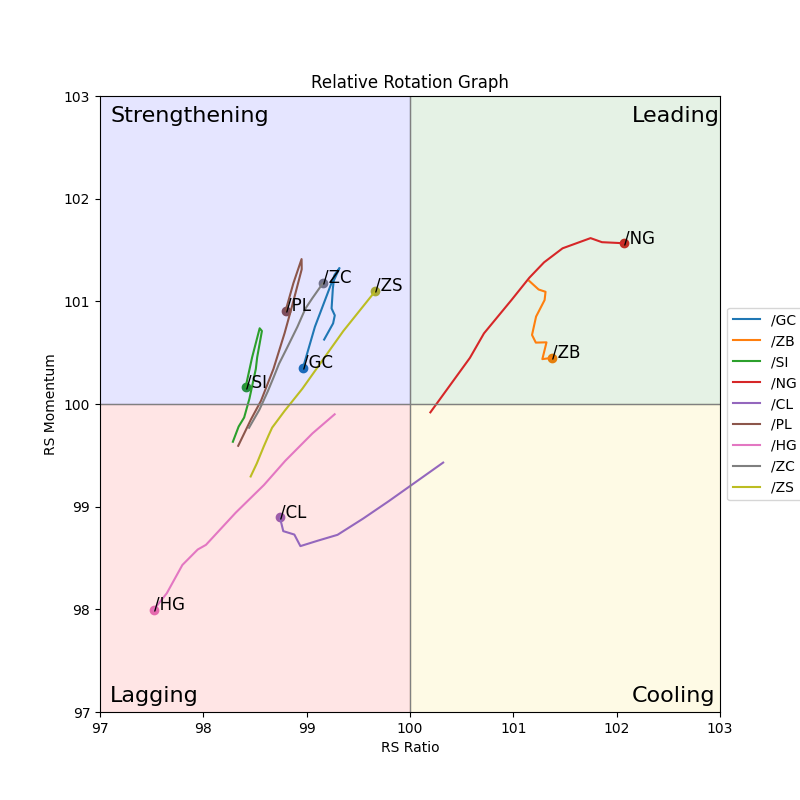 Relative Rotation Graph
103
Strengthening
Leading
102
/NG
101
/PL
/ZC
/ZS
/ZB
/GC
/SI
100
RS Momentum
99
/CL
98
/HG
97
Lagging
Cooling
97 98 99 100 101 102 103
RS Ratio
/GC
/ZB
/SI
/NG
/CL
/PL
/HG
/ZC
/ZS